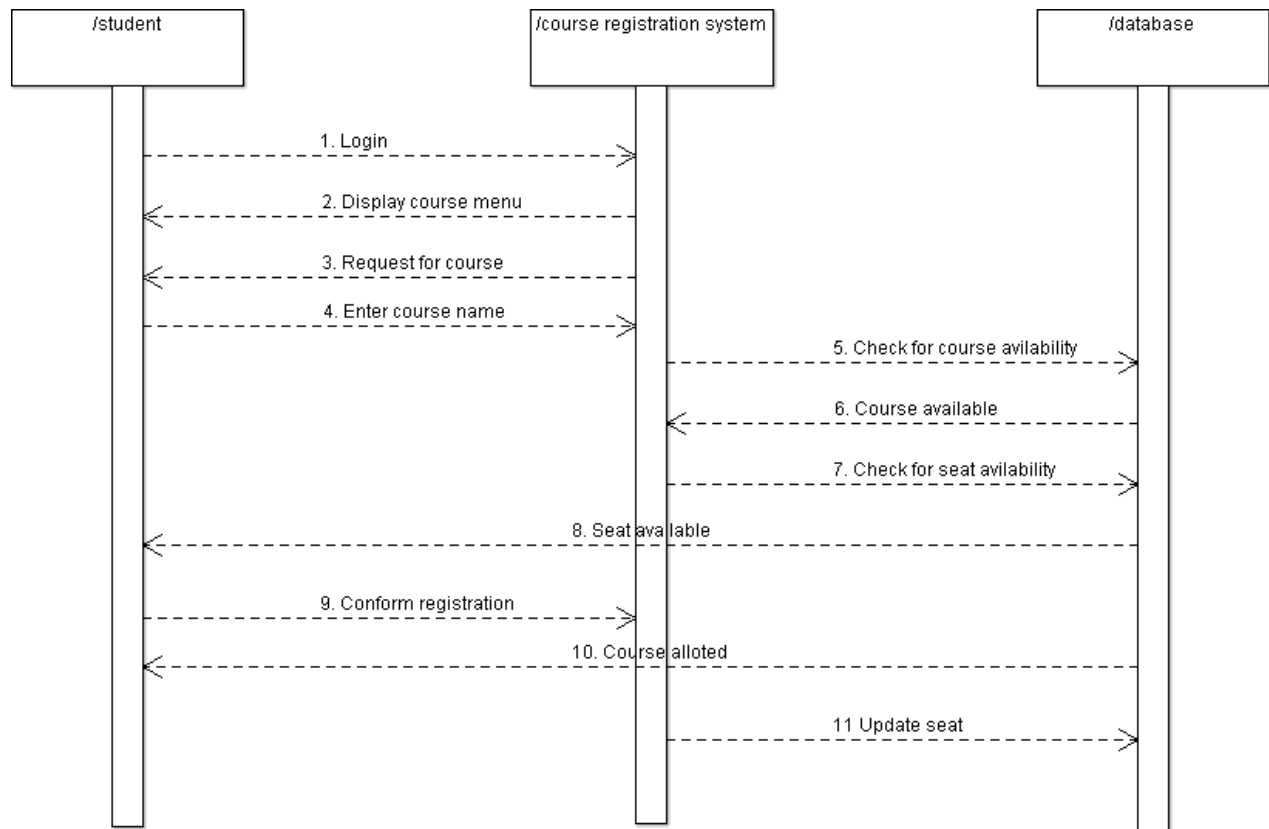 /student
/course registration system
/database
1. Login
2. Display course menu
3. Request for course
4. Enter course name
5. Check for course avilability
6. Course available
7. Check for seat avilability
8. Seat available
9. Conform registration
10. Course alloted
11 Update seat